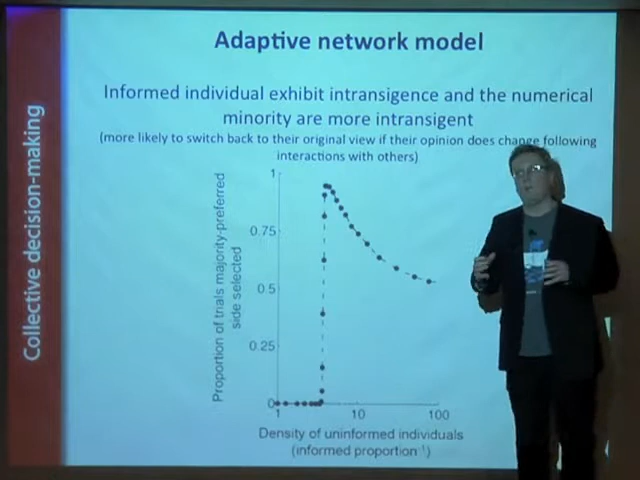 Adaptive network model
Informed individual exhibit intransigence and the numerical
minority are more intransigent
(more likely to switch back to their original view if their opinion does change following
interactions with others)
Collective decision-making
Proportion of trials majority-preferred
side selected
1
0.75
0.5
0.25
0
1 10 100
Density of uninformed individuals
(informed proportion⁻¹)